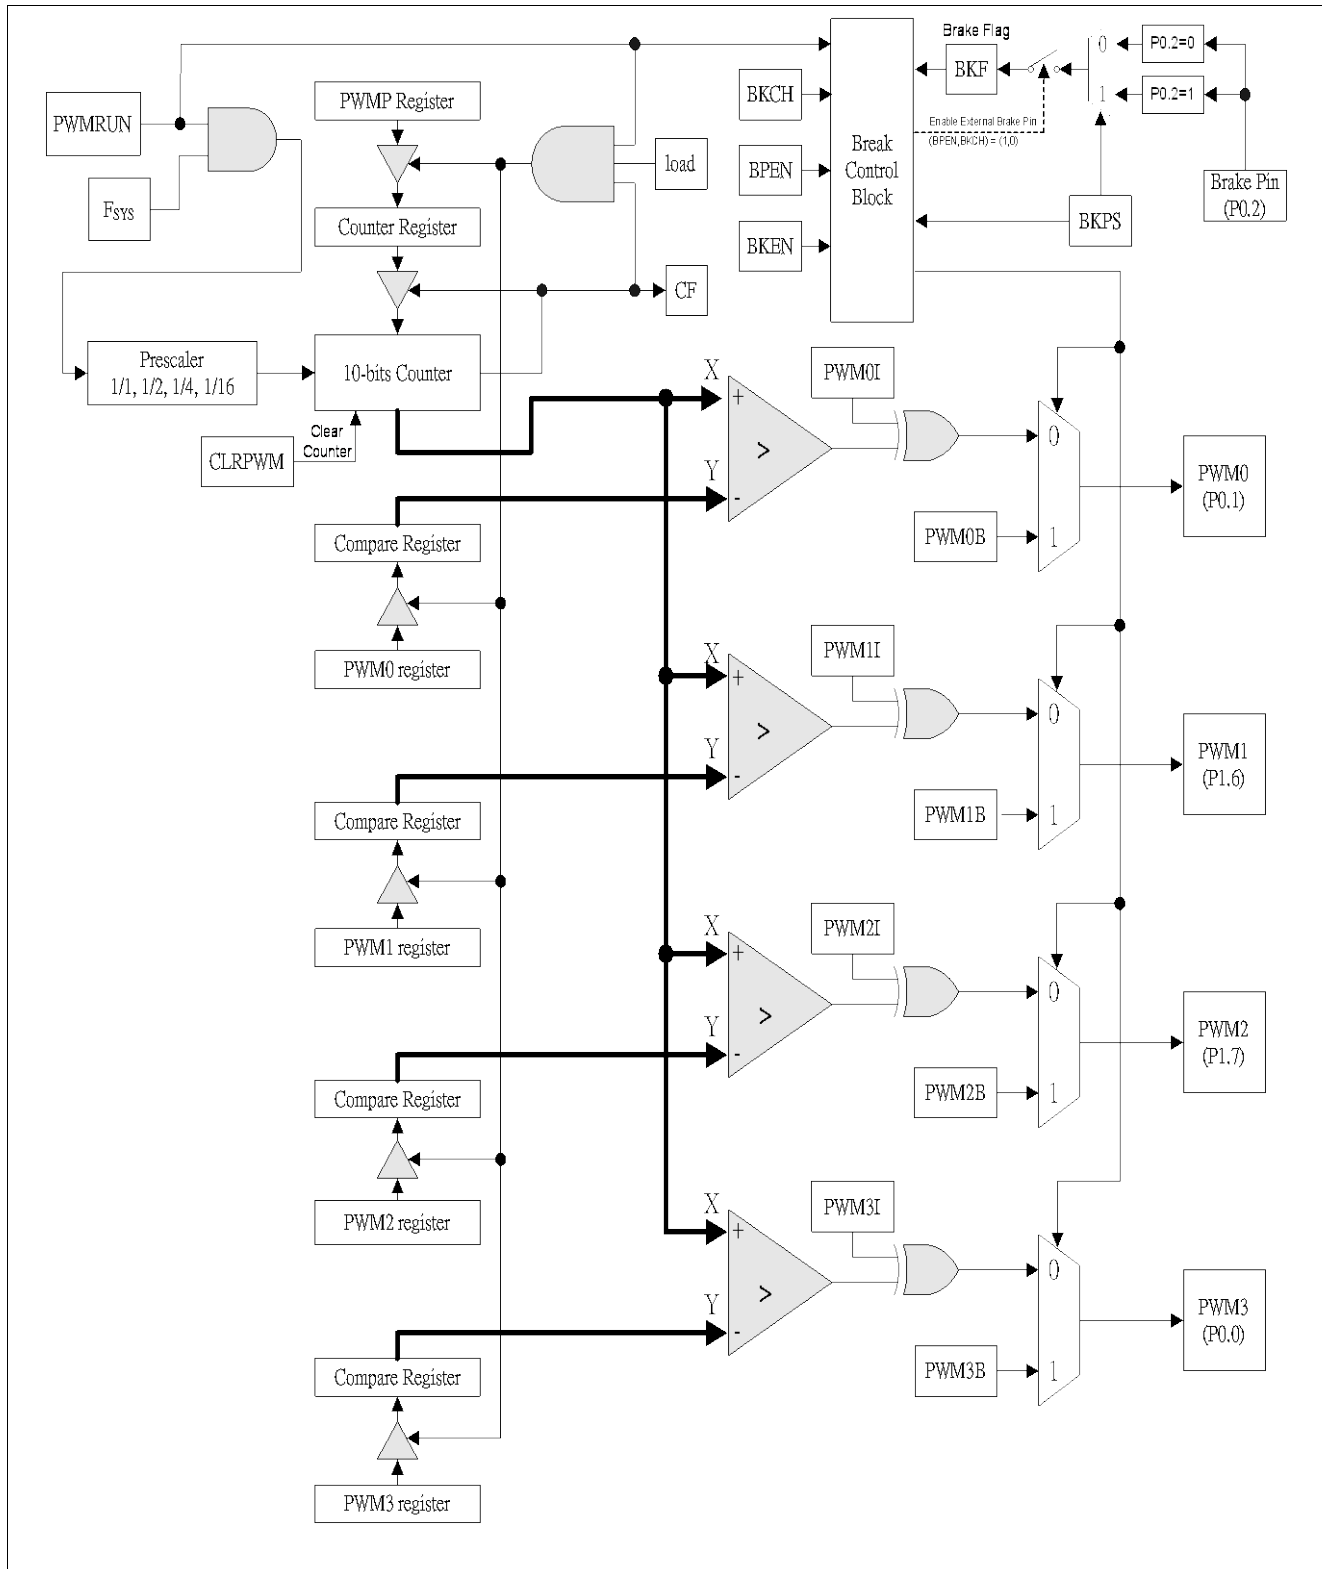 Brake Flag
0
P0.2=0
BKF
PWMRUN
PWMP Register
BKCH
1
P0.2=1
Enable External Brake Pin
(BPEN,BKCH) = (1,0)
load
BPEN
Break
Control
Block
Brake Pin
(P0.2)
FSYS
Counter Register
BKPS
BKEN
CF
Prescaler
1/1, 1/2, 1/4, 1/16
10-bits Counter
Clear
Counter
CLRPWM
X
+
PWM0I
>
0
Y
-
PWM0
(P0.1)
Compare Register
PWM0B
1
PWM0 register
X
+
PWM1I
>
0
Y
-
PWM1
(P1.6)
Compare Register
PWM1B
1
PWM1 register
X
+
PWM2I
>
0
Y
-
PWM2
(P1.7)
Compare Register
PWM2B
1
PWM2 register
X
+
PWM3I
>
0
Y
-
PWM3
(P0.0)
Compare Register
PWM3B
1
PWM3 register